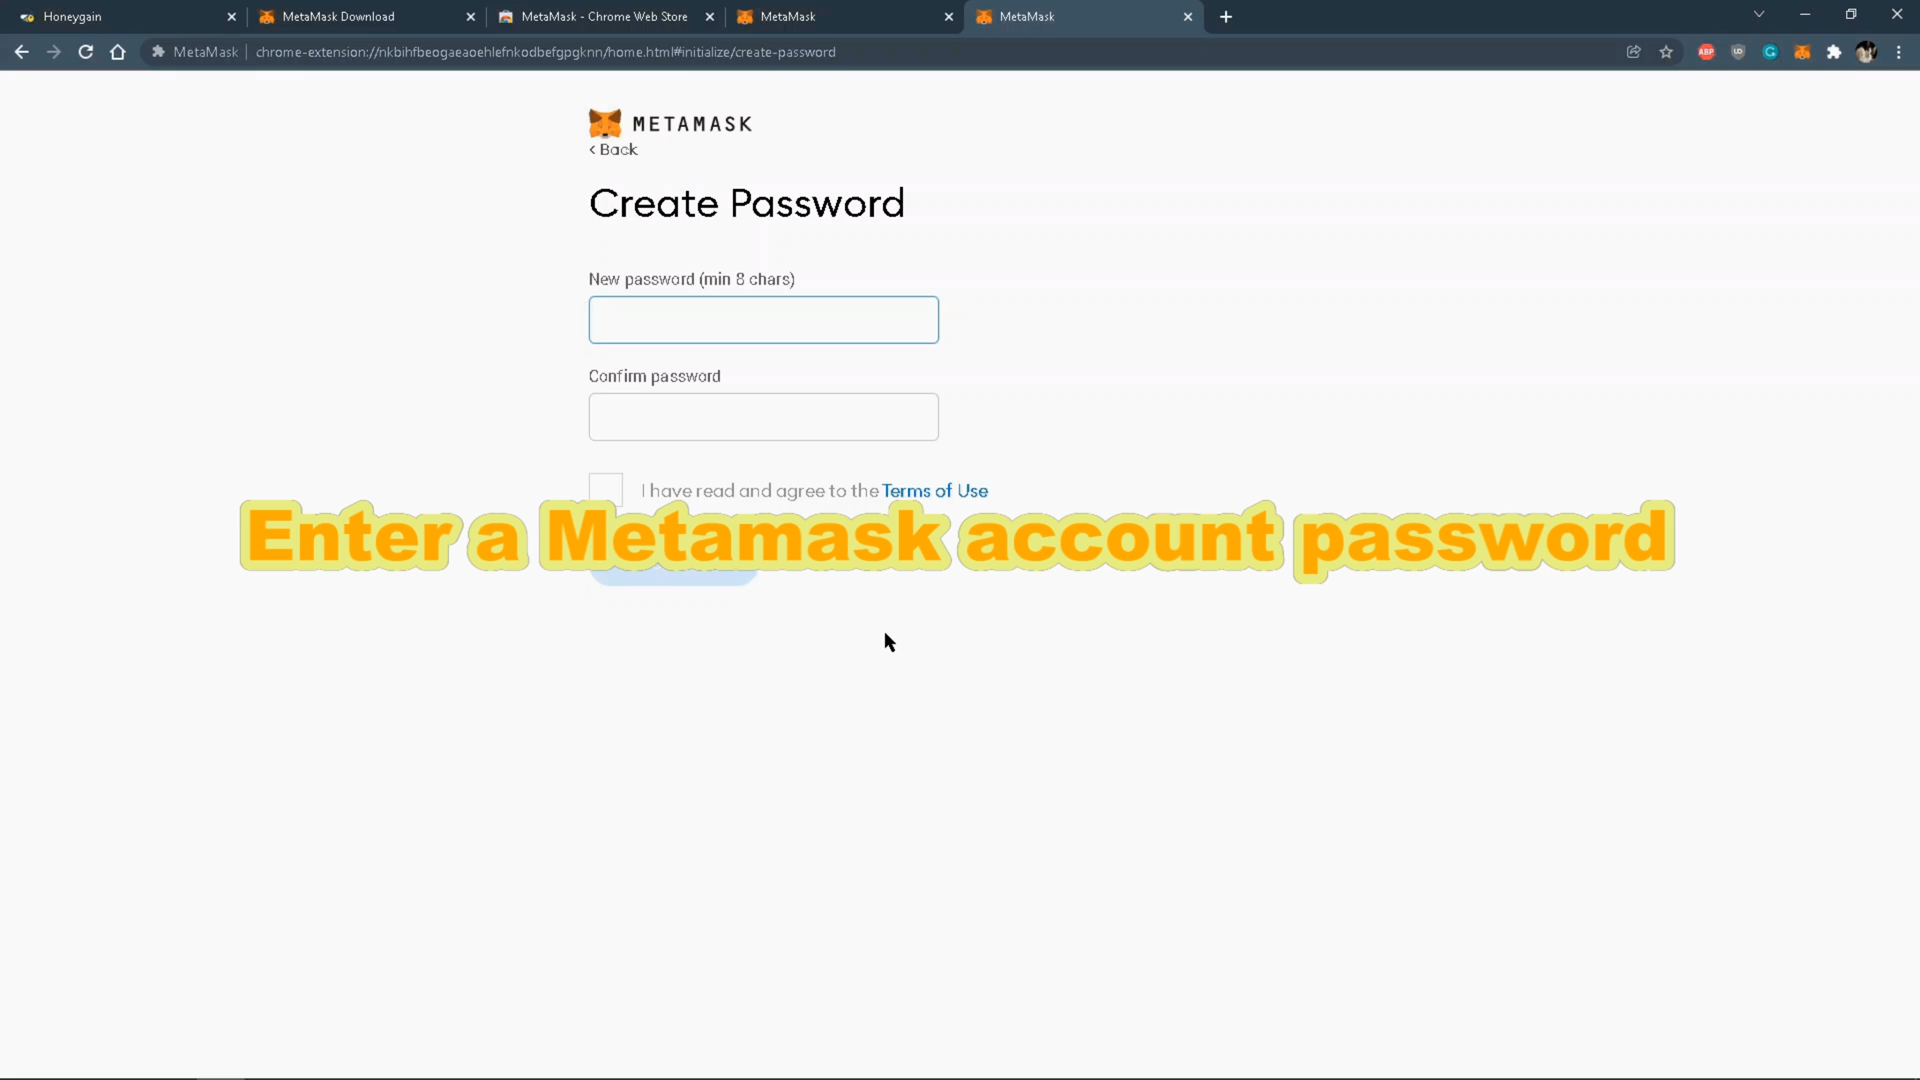 Honeygain
MetaMask Download
MetaMask - Chrome Web Store
MetaMask
MetaMask
MetaMask
chrome-extension://nkbihfbeogaeaoehlefnkodbefgpgknn/home.html#initialize/create-password
ABP
METAMASK
< Back
Create Password
New password (min 8 chars)
Confirm password
I have read and agree to the Terms of Use
Enter a Metamask account password